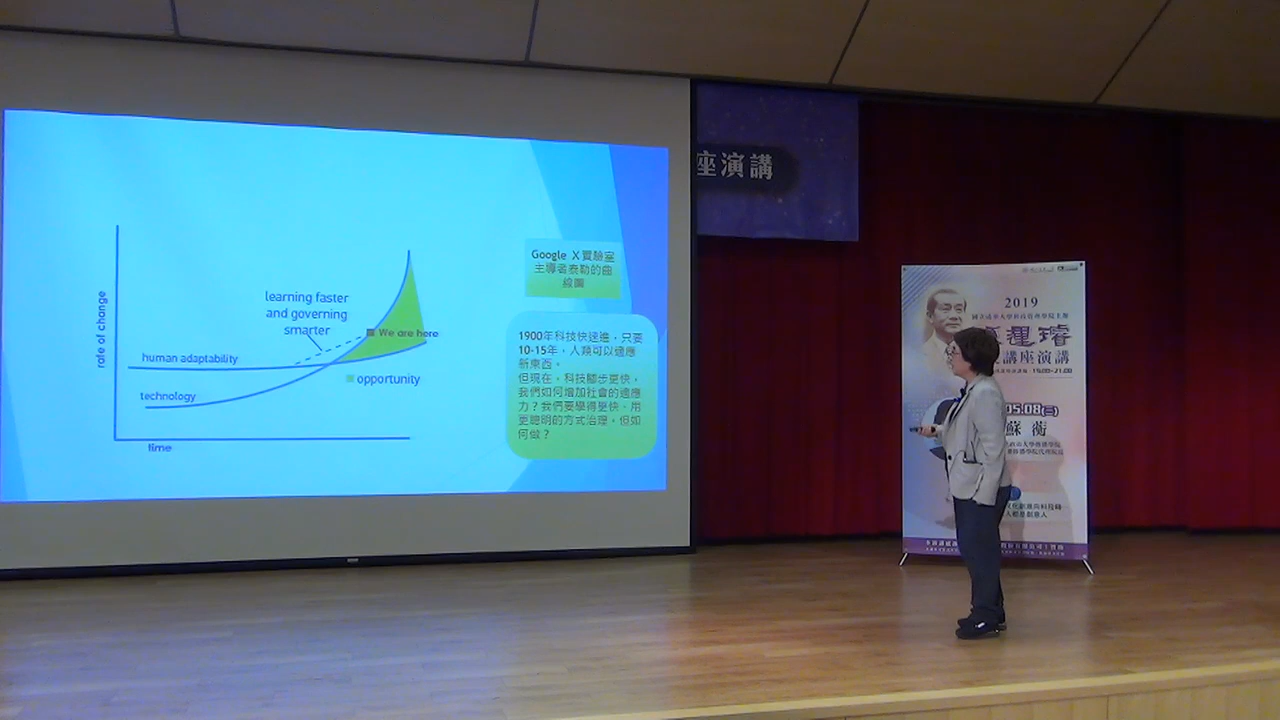 座演講
learning faster
and governing
smarter
We are here
human adaptability
technology
opportunity
rate of change
time
Google X實驗室
主導者泰勒的曲
線圖
1900年科技快速進，只要
10-15年，人類可以適應
新東西。
但現在，科技腳步更快，
我們如何增加社會的適應
力？我們要學得更快、用
更聰明的方式治理，但如
何做？
2019
運璿
講座演講
05.08(三)
蘇蘅